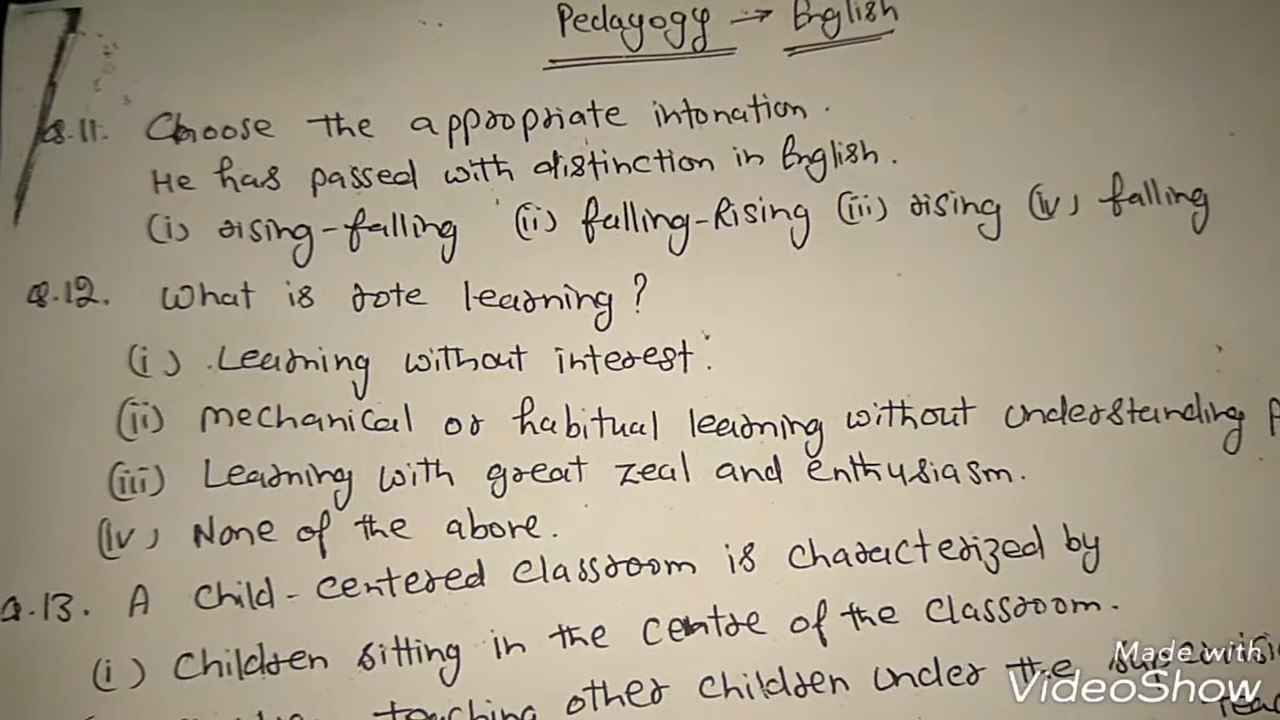 Pedagogy → English
Q.11. Choose the appropriate intonation.
He has passed with distinction in English.
(i) rising-falling (ii) falling-Rising (iii) rising (iv) falling
Q.12. What is rote learning?
(i) Learning without interest.
(ii) Mechanical or habitual learning without understanding
(iii) Learning with great zeal and enthusiasm.
(iv) None of the above.
Q.13. A child-centered classroom is characterized by
(i) Children sitting in the centre of the classroom.
teaching other children under the
Made with
VideoShow